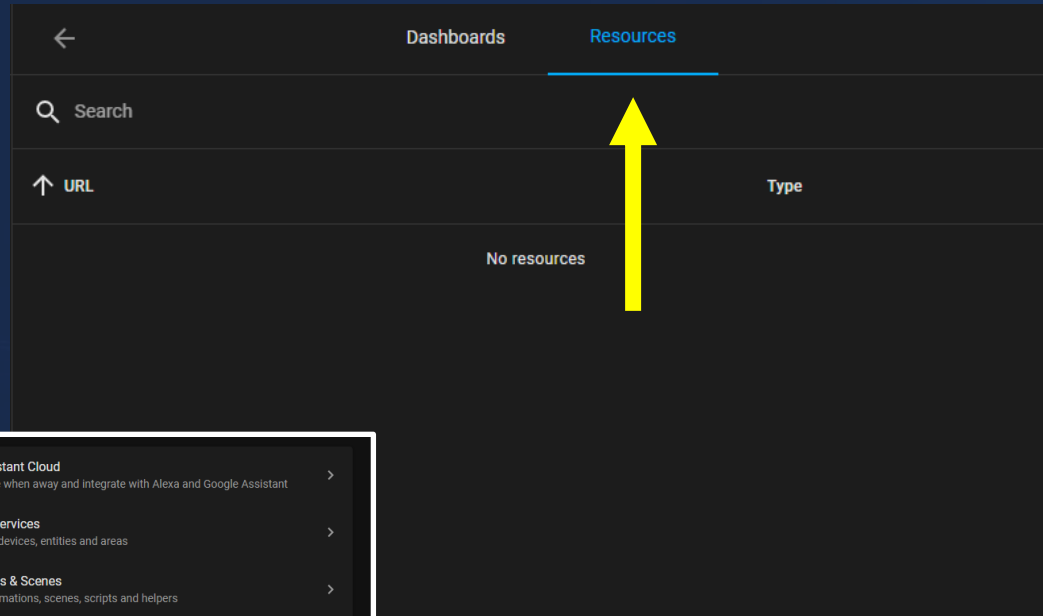 Dashboards Resources
Search
URL Type
No resources
stant Cloud
when away and integrate with Alexa and Google Assistant
ervices
devices, entities and areas
s & Scenes
mations, scenes, scripts and helpers